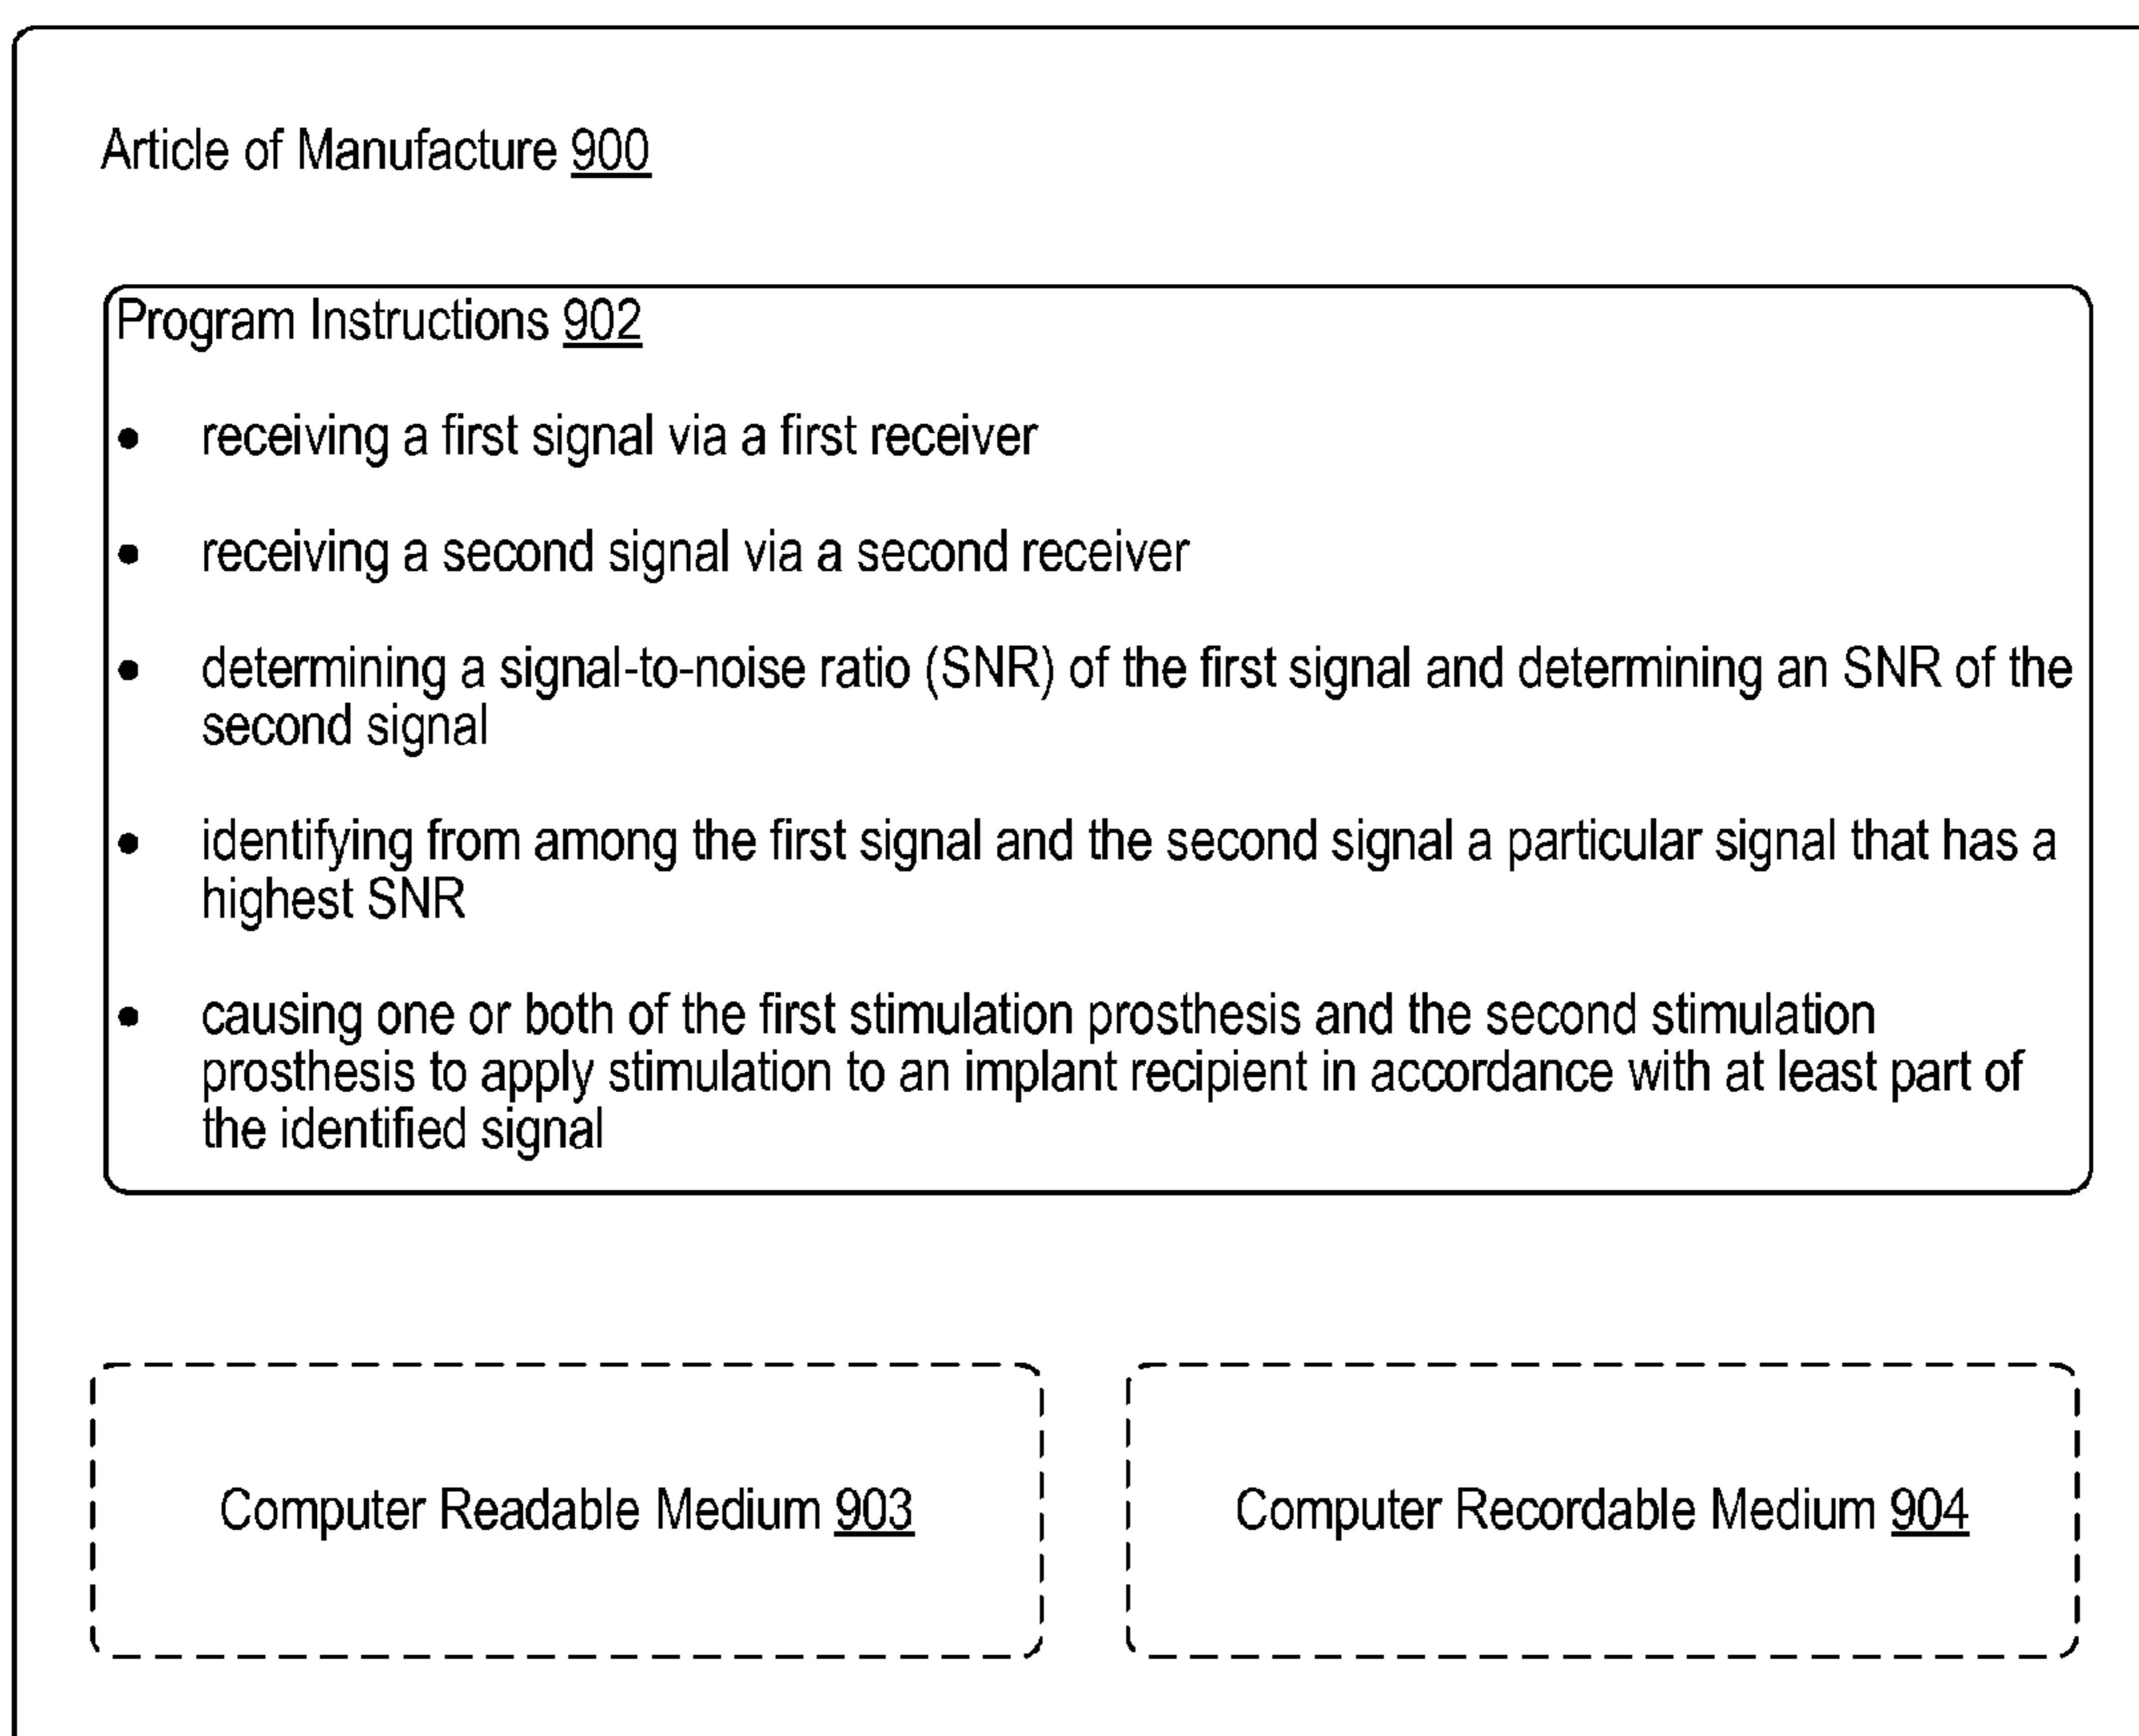 Article of Manufacture 900
Program Instructions 902
• receiving a first signal via a first receiver
• receiving a second signal via a second receiver
• determining a signal-to-noise ratio (SNR) of the first signal and determining an SNR of the
second signal
• identifying from among the first signal and the second signal a particular signal that has a
highest SNR
• causing one or both of the first stimulation prosthesis and the second stimulation
prosthesis to apply stimulation to an implant recipient in accordance with at least part of
the identified signal
Computer Readable Medium 903
Computer Recordable Medium 904